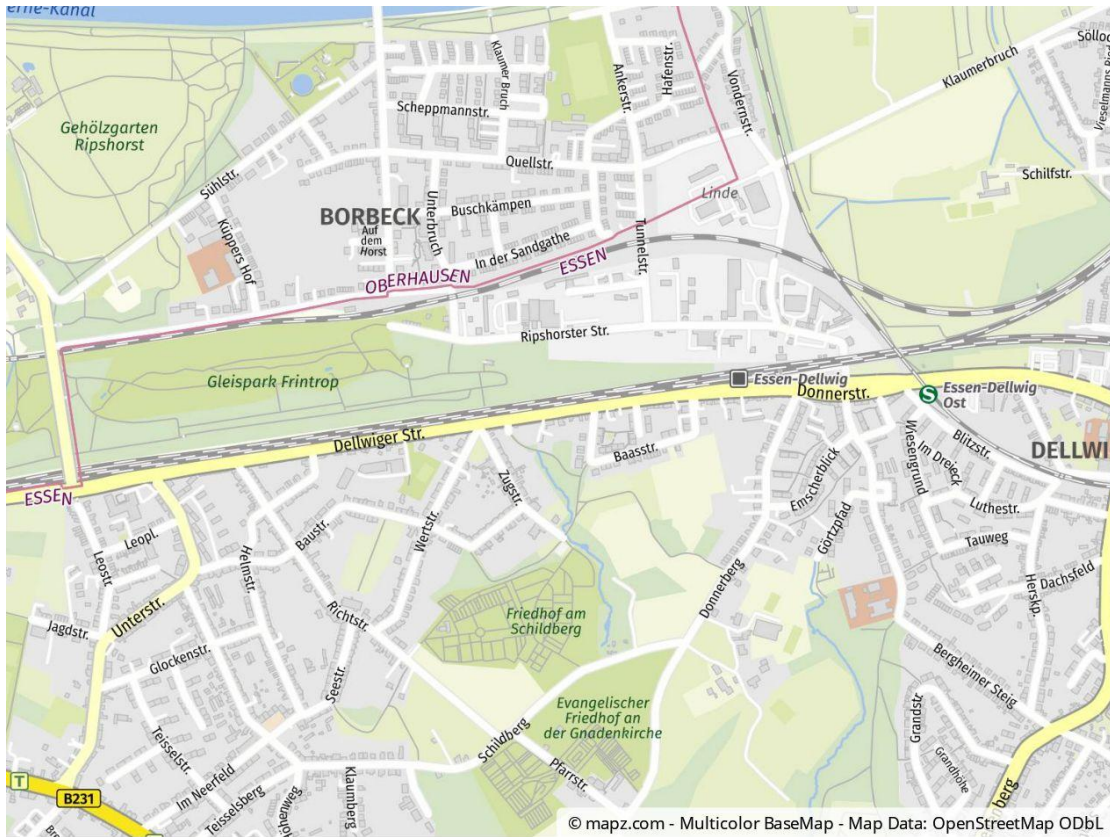 erne-Kanal
Klaumer Bruch
Ankerstr.
Hafenstr.
Vondernstr.
Klaumerbruch
Scheppmannstr.
Gehölzgarten
Ripshorst
Quellstr.
Schilfstr.
Sühlstr.
Linde
BORBECK
Unterbruch
Buschkämpen
Küppers Hof
Auf
dem
Horst
In der Sandgathe
Tunnelstr.
OBERHAUSEN
ESSEN
Ripshorster Str.
Gleispark Frintrop
Essen-Dellwig
Donnerstr.
S
Essen-Dellwig
Ost
Dellwiger Str.
Baasstr.
Wiesengrund
Blitzstr.
Im Dreieck
DELLWI
ESSEN
Zugstr.
Emscherblick
Luthestr.
Görtzpfad
Tauweg
Baustr.
Wertstr.
Leopl.
Leostr.
Helmstr.
Herskp.
Dachsfeld
Unterstr.
Donnerberg
Jagdstr.
Richtstr.
Friedhof am
Schildberg
Glockenstr.
Bergheimer Steig
Seestr.
Evangelischer
Friedhof an
der Gnadenkirche
Grandstr.
Schildberg
Teisselstr.
Pfarrstr.
Grandhöhe
Im Neerfeld
Klaumberg
T
B231
Teisselsberg
© mapz.com - Multicolor BaseMap - Map Data: OpenStreetMap ODbL